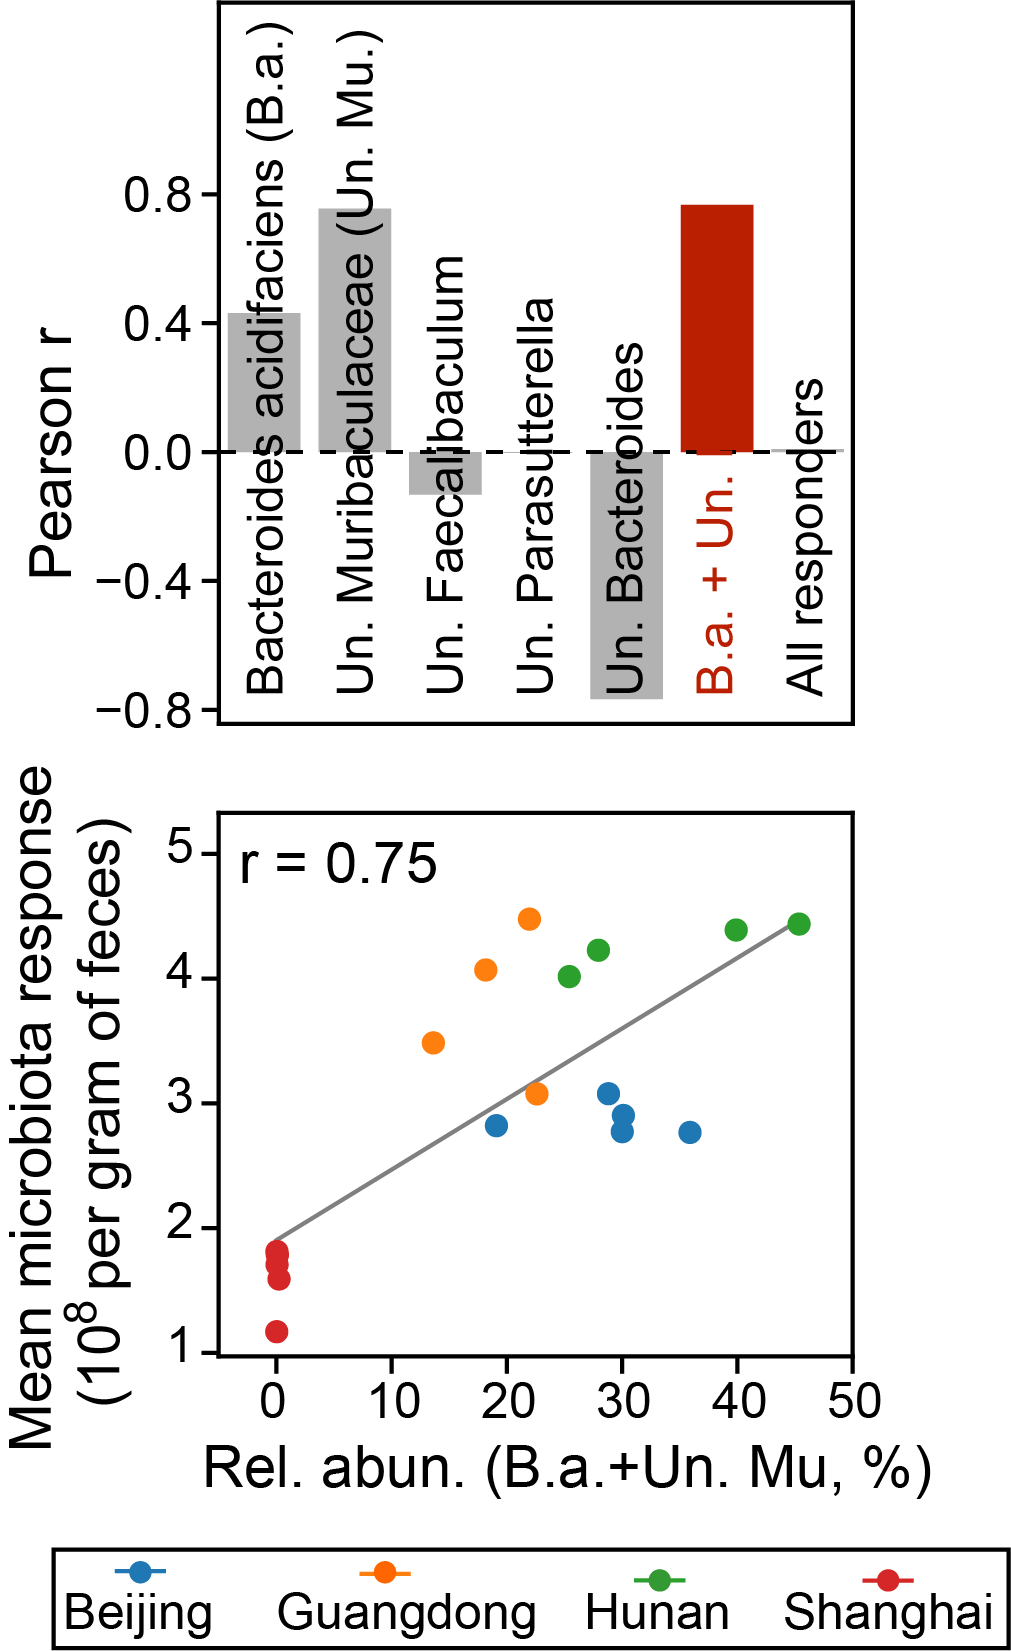 Pearson r
0.8
0.4
0.0
−0.4
−0.8
Bacteroides acidifaciens (B.a.)
Un. Muribaculaceae (Un. Mu.)
Un. Faecalibaculum
Un. Parasutterella
Un. Bacteroides
B.a. + Un.
All responders
Mean microbiota response
(10⁸ per gram of feces)
r = 0.75
5
4
3
2
1
0 10 20 30 40 50
Rel. abun. (B.a.+Un. Mu, %)
Beijing Guangdong Hunan Shanghai